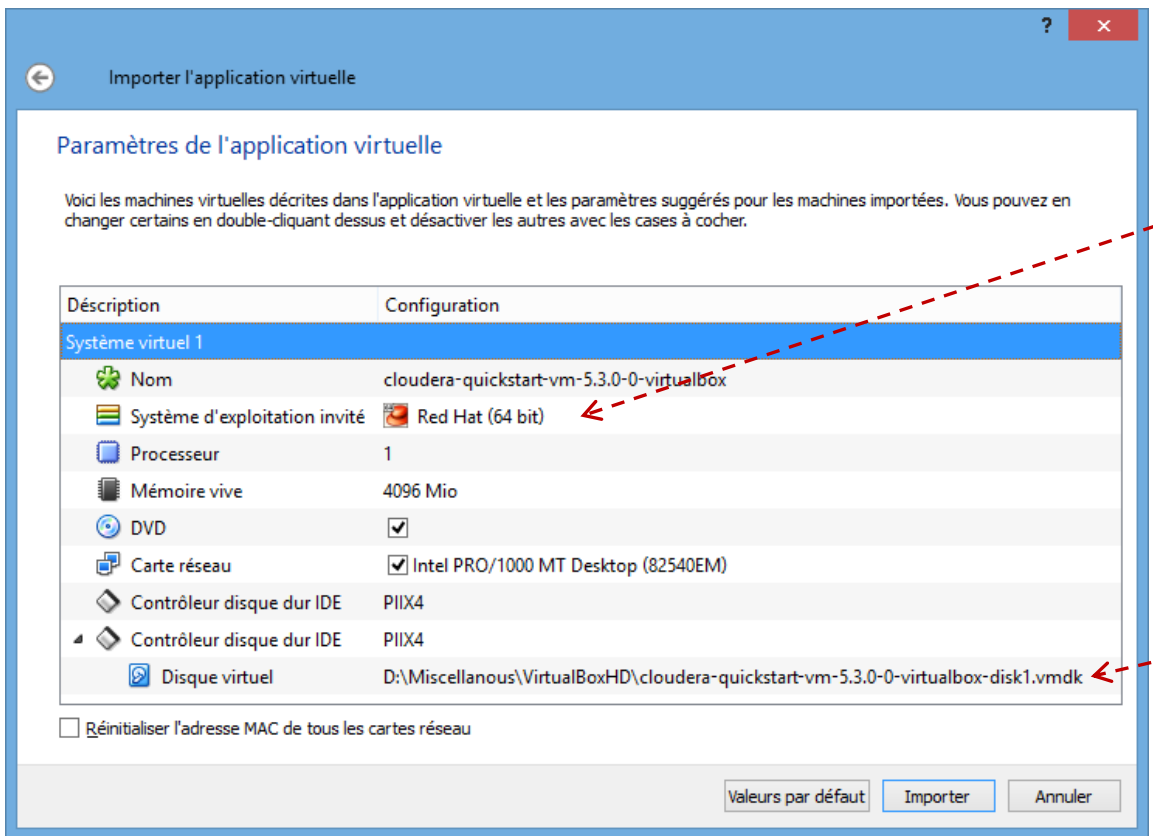 ?
Importer l'application virtuelle
Paramètres de l'application virtuelle
Voici les machines virtuelles décrites dans l'application virtuelle et les paramètres suggérés pour les machines importées. Vous pouvez en
changer certains en double-cliquant dessus et désactiver les autres avec les cases à cocher.
Déscription Configuration
Système virtuel 1
Nom cloudera-quickstart-vm-5.3.0-0-virtualbox
Système d'exploitation invité Red Hat (64 bit)
Processeur 1
Mémoire vive 4096 Mio
DVD
Carte réseau Intel PRO/1000 MT Desktop (82540EM)
Contrôleur disque dur IDE PIIX4
Contrôleur disque dur IDE PIIX4
Disque virtuel D:\Miscellanous\VirtualBoxHD\cloudera-quickstart-vm-5.3.0-0-virtualbox-disk1.vmdk
Réinitialiser l'adresse MAC de tous les cartes réseau
Valeurs par défaut Importer Annuler